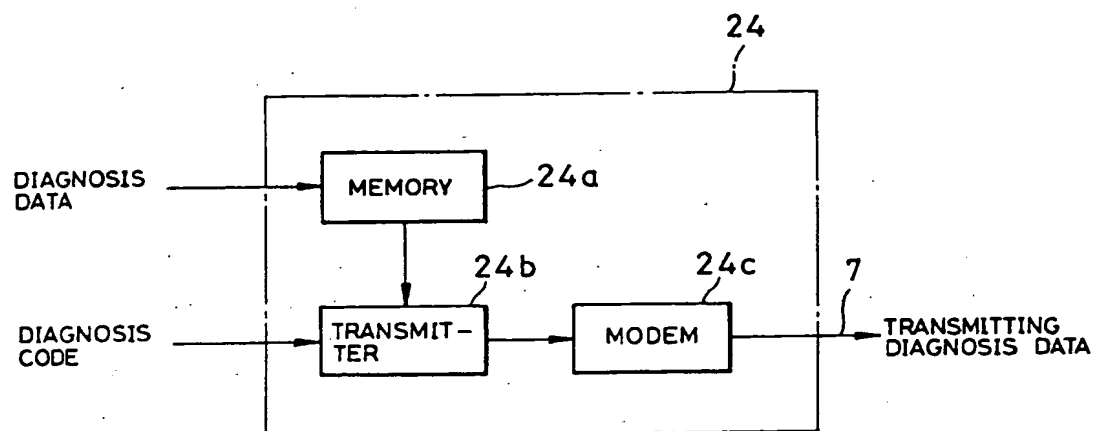 24
DIAGNOSIS
DATA
MEMORY
24a
24b
24c
7
DIAGNOSIS
CODE
TRANSMIT-
TER
MODEM
TRANSMITTING
DIAGNOSIS DATA